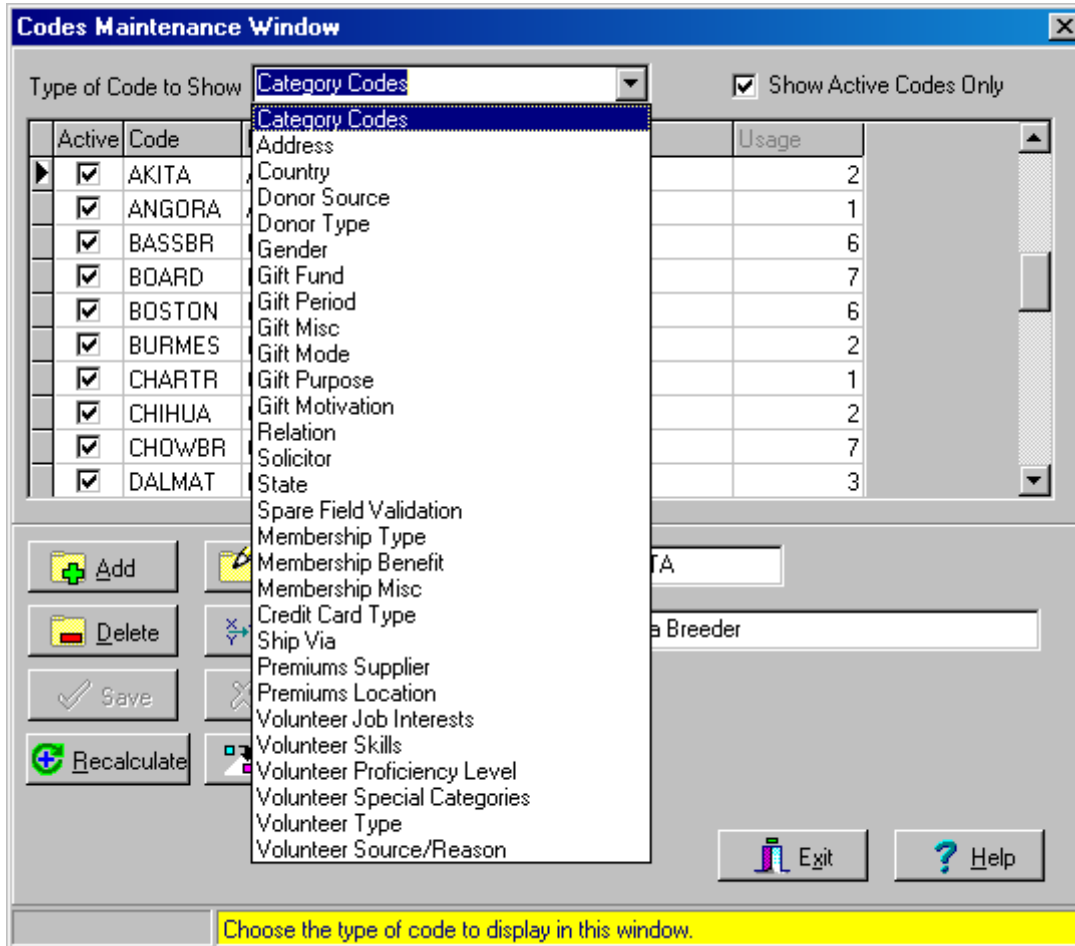 Codes Maintenance Window
Type of Code to Show Category Codes Show Active Codes Only
Active Code Usage
AKITA 2
ANGORA 1
BASSBR 6
BOARD 7
BOSTON 6
BURMES 2
CHARTR 1
CHIHUA 2
CHOWBR 7
DALMAT 3
Category Codes
Address
Country
Donor Source
Donor Type
Gender
Gift Fund
Gift Period
Gift Misc
Gift Mode
Gift Purpose
Gift Motivation
Relation
Solicitor
State
Spare Field Validation
Membership Type
Membership Benefit
Membership Misc
Credit Card Type
Ship Via
Premiums Supplier
Premiums Location
Volunteer Job Interests
Volunteer Skills
Volunteer Proficiency Level
Volunteer Special Categories
Volunteer Type
Volunteer Source/Reason
Add TA
Delete a Breeder
Save
Recalculate
Exit Help
Choose the type of code to display in this window.